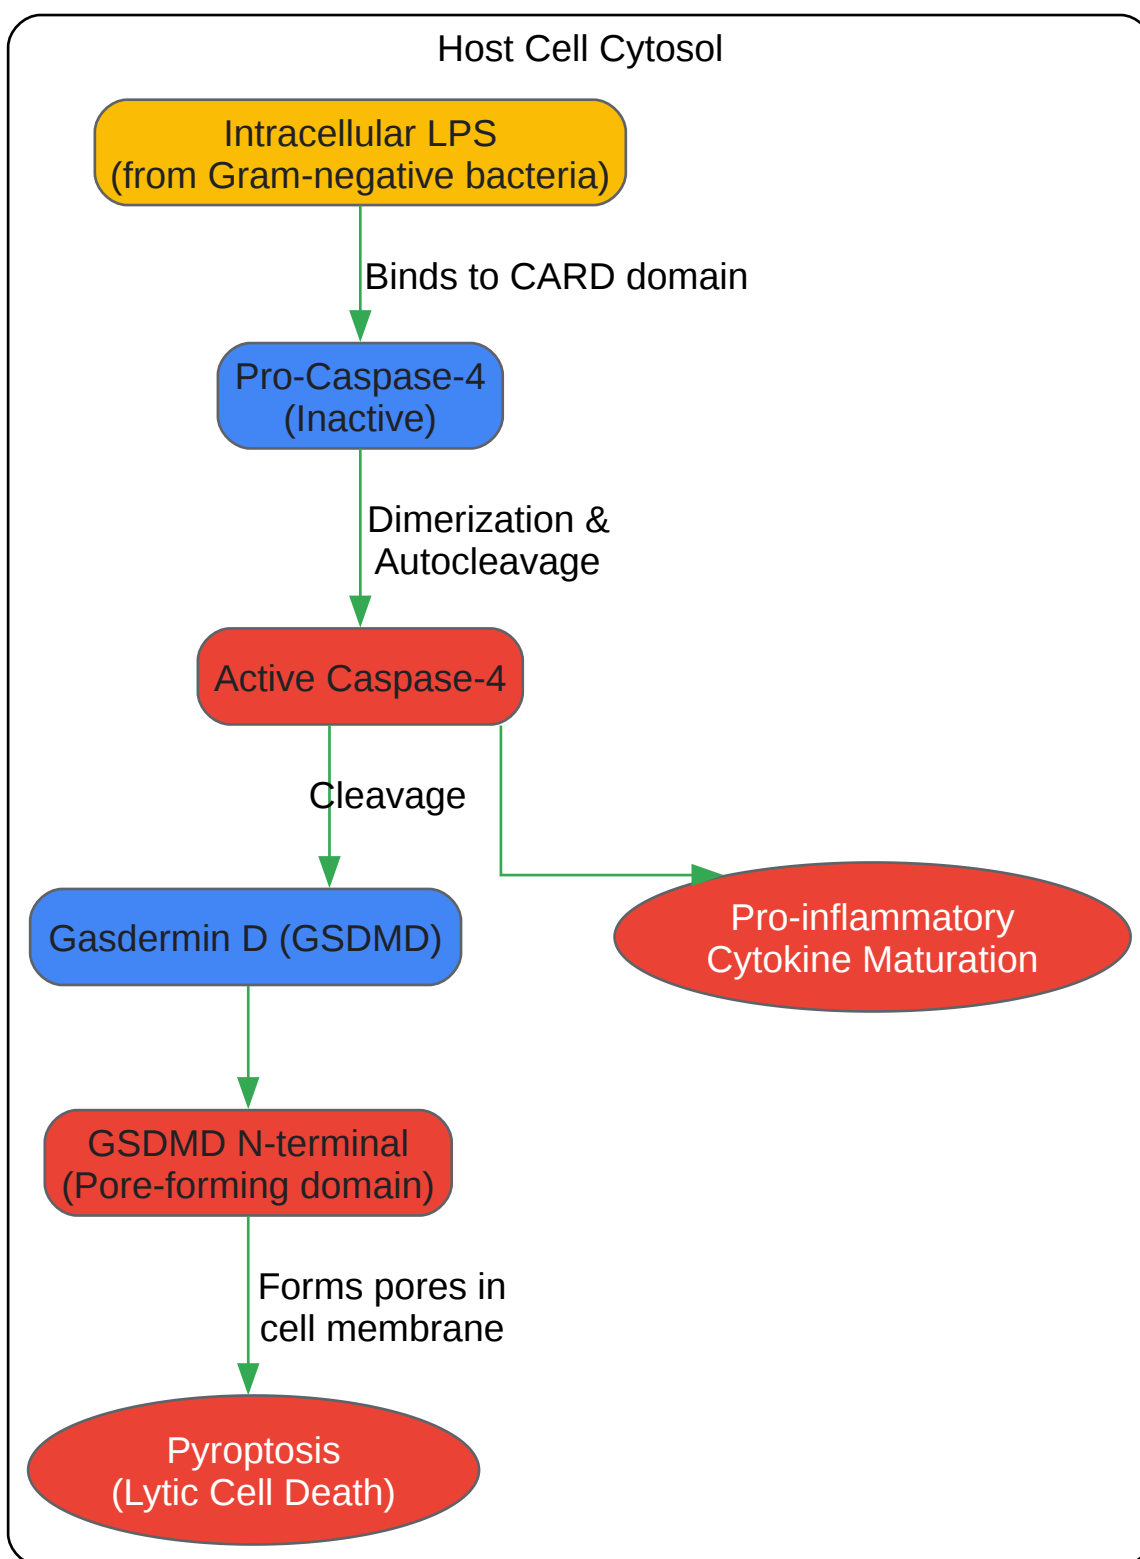 Host Cell Cytosol
Intracellular LPS
(from Gram-negative bacteria)
Binds to CARD domain
Pro-Caspase-4
(Inactive)
Dimerization &
Autocleavage
Active Caspase-4
Cleavage
Gasdermin D (GSDMD)
Pro-inflammatory
Cytokine Maturation
GSDMD N-terminal
(Pore-forming domain)
Forms pores in
cell membrane
Pyroptosis
(Lytic Cell Death)